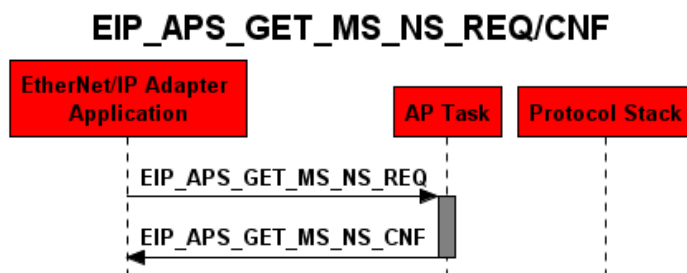 EIP_APS_GET_MS_NS_REQ/CNF
EtherNet/IP Adapter
Application
AP Task
Protocol Stack
EIP_APS_GET_MS_NS_REQ
EIP_APS_GET_MS_NS_CNF